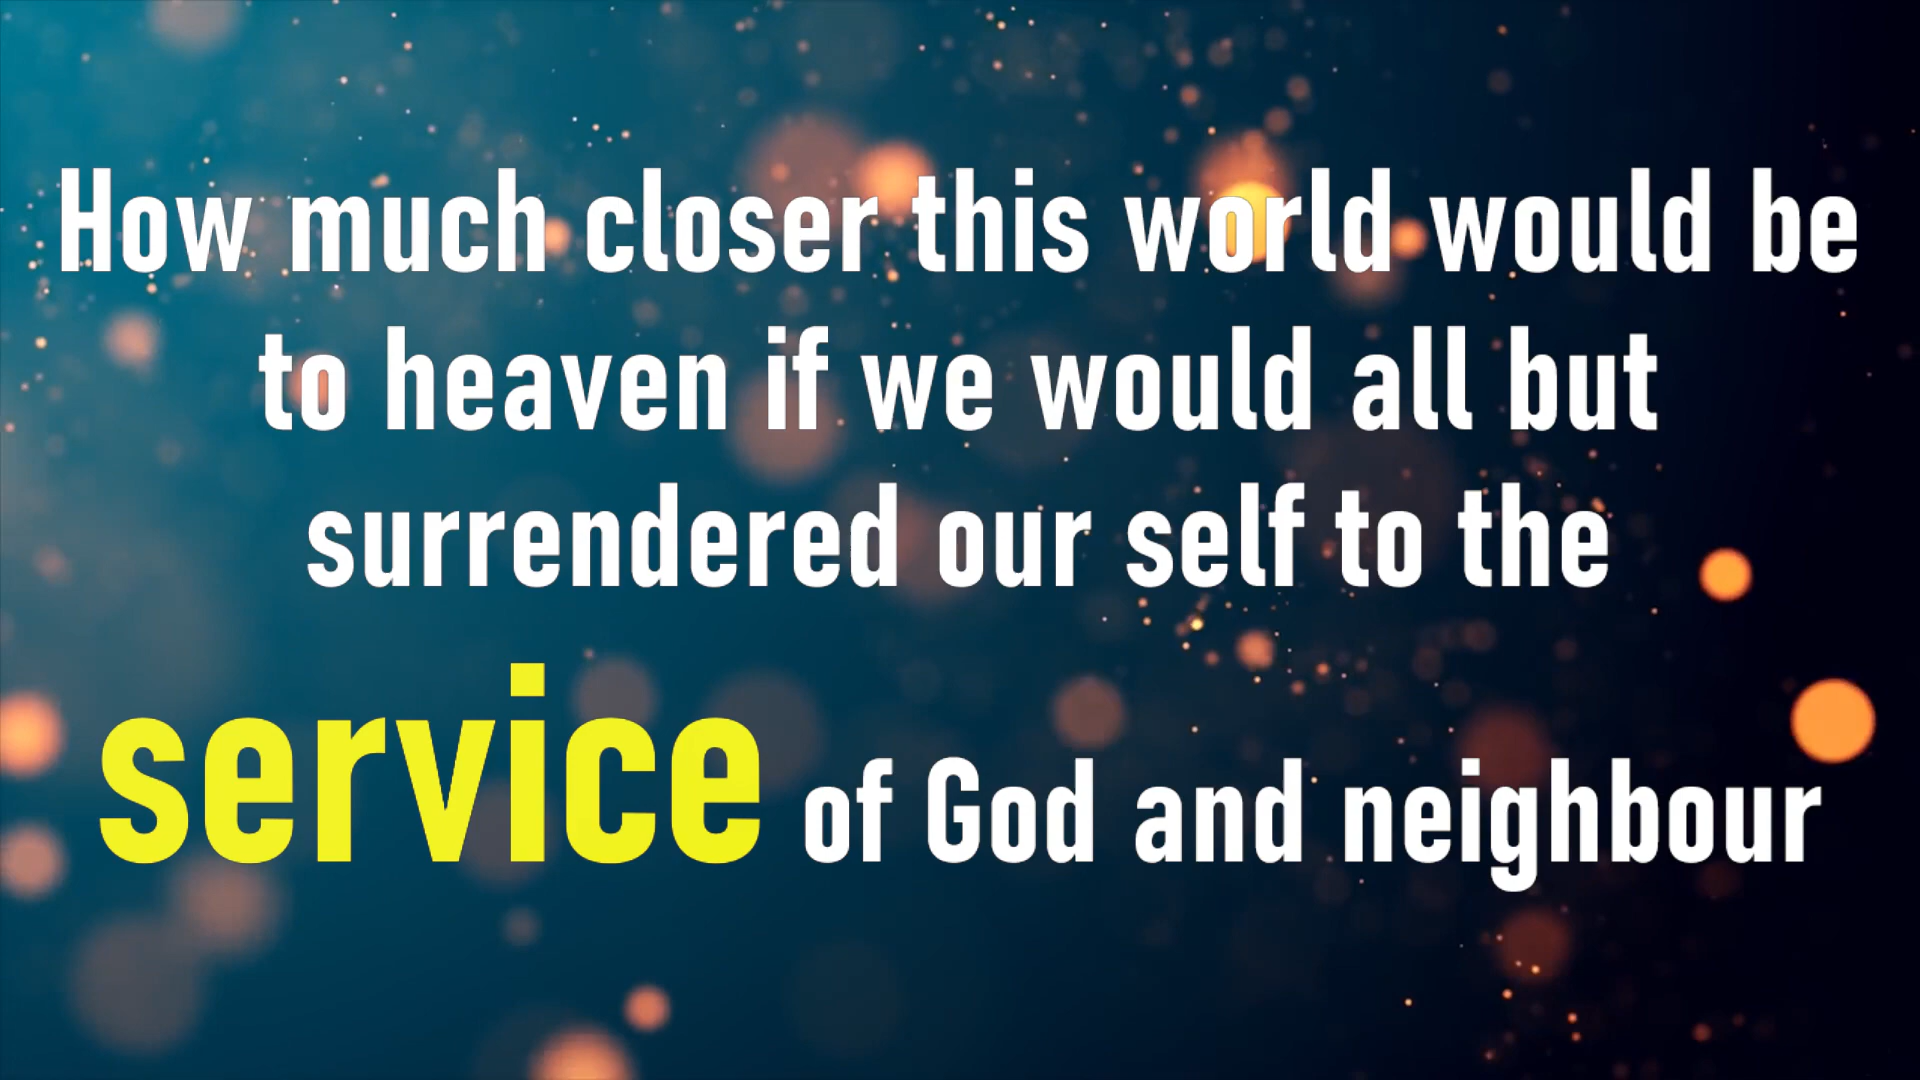 How much closer this world would be
to heaven if we would all but
surrendered our self to the
service of God and neighbour